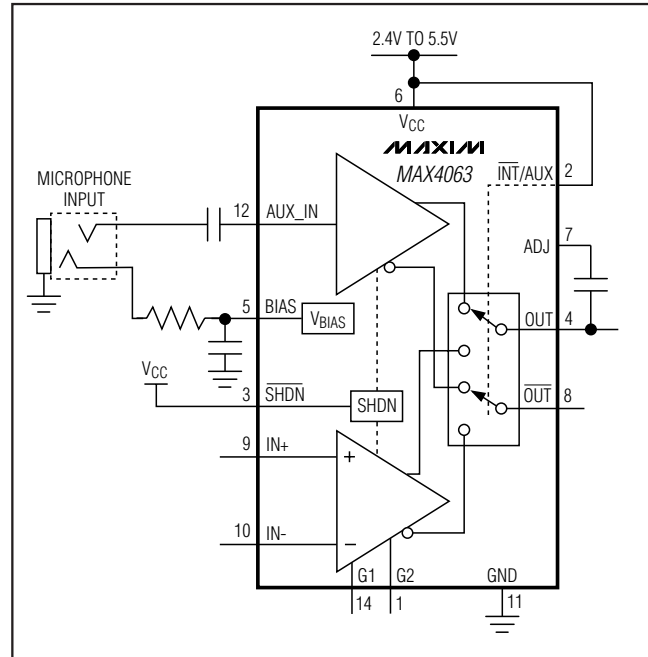 2.4V TO 5.5V
6
VCC
MAXIM
MAX4063
INT/AUX
2
MICROPHONE
INPUT
12
AUX_IN
ADJ
7
5
BIAS
VBIAS
OUT
4
VCC
3
SHDN
SHDN
OUT
8
9
IN+
+
10
IN-
−
G1
G2
GND
14
1
11